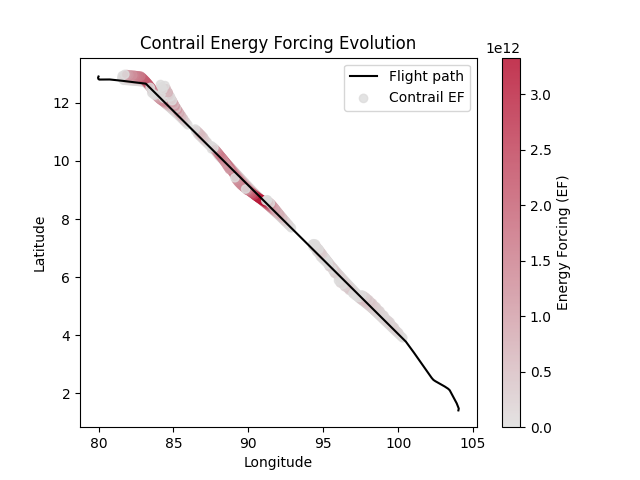 Contrail Energy Forcing Evolution
1e12
Flight path
Contrail EF
3.0
2.5
2.0
1.5
1.0
0.5
0.0
Energy Forcing (EF)
12
10
8
6
4
2
Latitude
80
85
90
95
100
105
Longitude